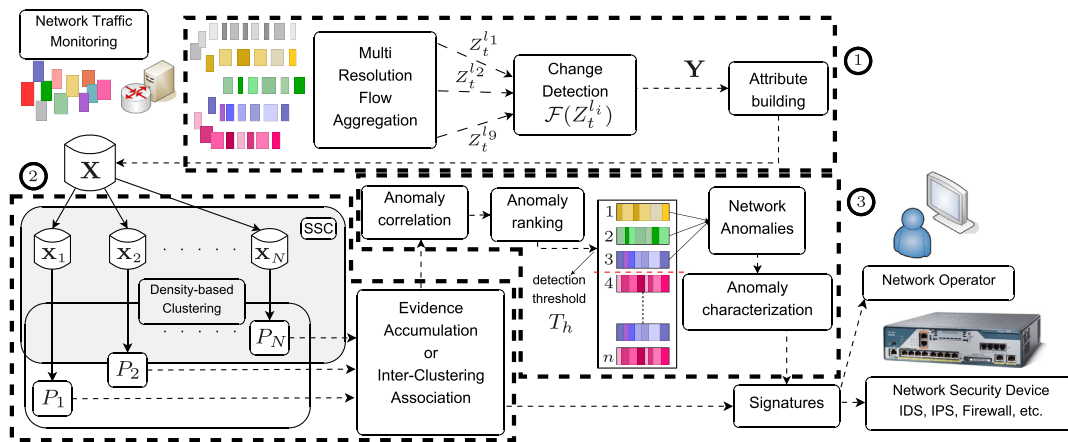 Network Traffic
Monitoring
Multi
Resolution
Flow
Aggregation
Z_t^{l_1}
Z_t^{l_2}
Z_t^{l_9}
Change
Detection
\mathcal{F}(Z_t^{l_i})
Y
Attribute
building
1
X
2
SSC
x_1
x_2
. . . . .
x_N
Density-based
Clustering
. . . . .
P_N
P_2
P_1
Evidence
Accumulation
or
Inter-Clustering
Association
Anomaly
correlation
Anomaly
ranking
detection
threshold
T_h
1
2
3
4
n
Network
Anomalies
Anomaly
characterization
3
Signatures
Network Operator
Network Security Device
IDS, IPS, Firewall, etc.